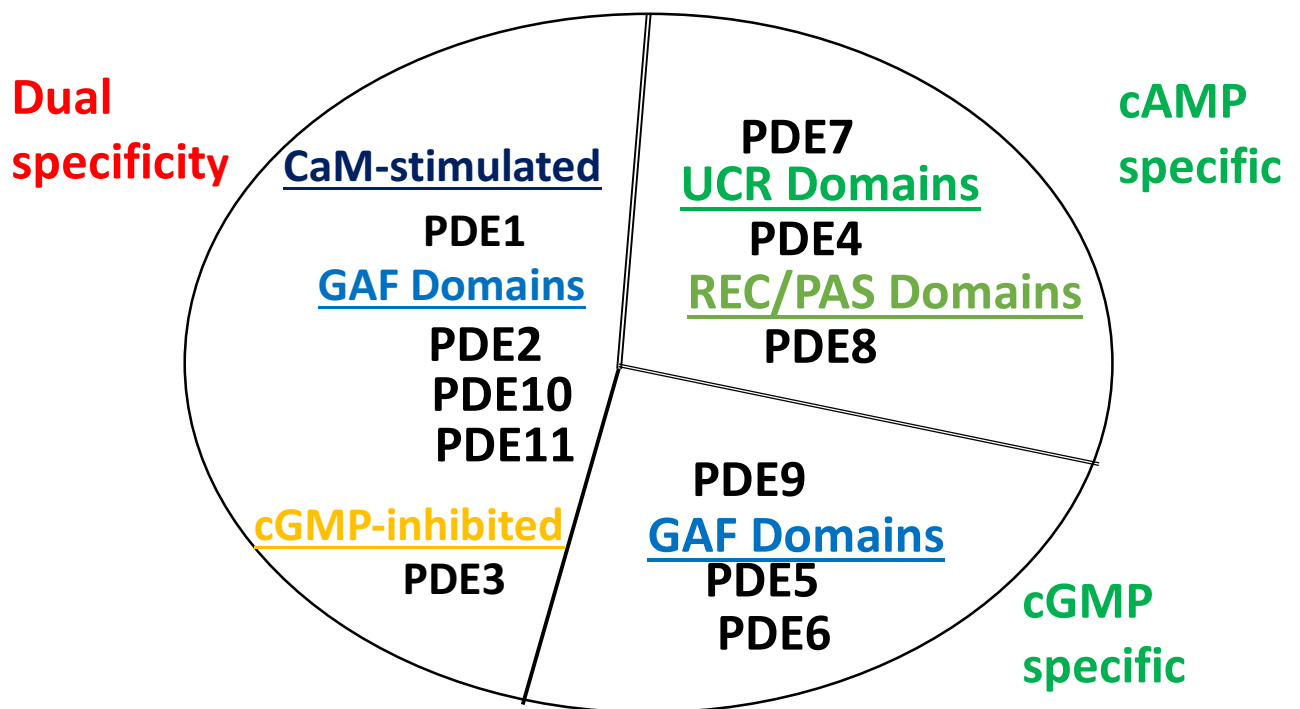 Dual
specificity
CaM-stimulated
PDE1
GAF Domains
PDE2
PDE10
PDE11
cGMP-inhibited
PDE3
cAMP
specific
PDE7
UCR Domains
PDE4
REC/PAS Domains
PDE8
PDE9
GAF Domains
PDE5
PDE6
cGMP
specific